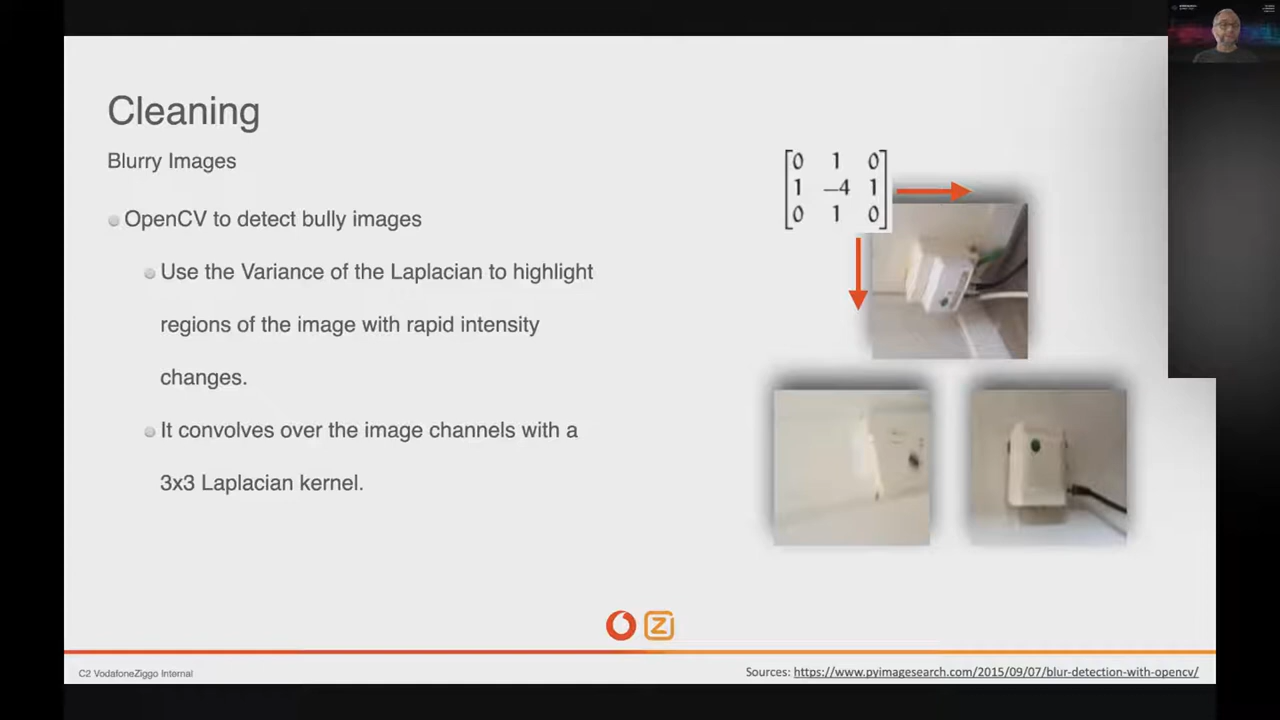 Cleaning
Blurry Images
OpenCV to detect bully images
Use the Variance of the Laplacian to highlight
regions of the image with rapid intensity
changes.
It convolves over the image channels with a
3x3 Laplacian kernel.
0 1 0
1 −4 1
0 1 0
C2 VodafoneZiggo Internal
Sources: https://www.pyimagesearch.com/2015/09/07/blur-detection-with-opencv/